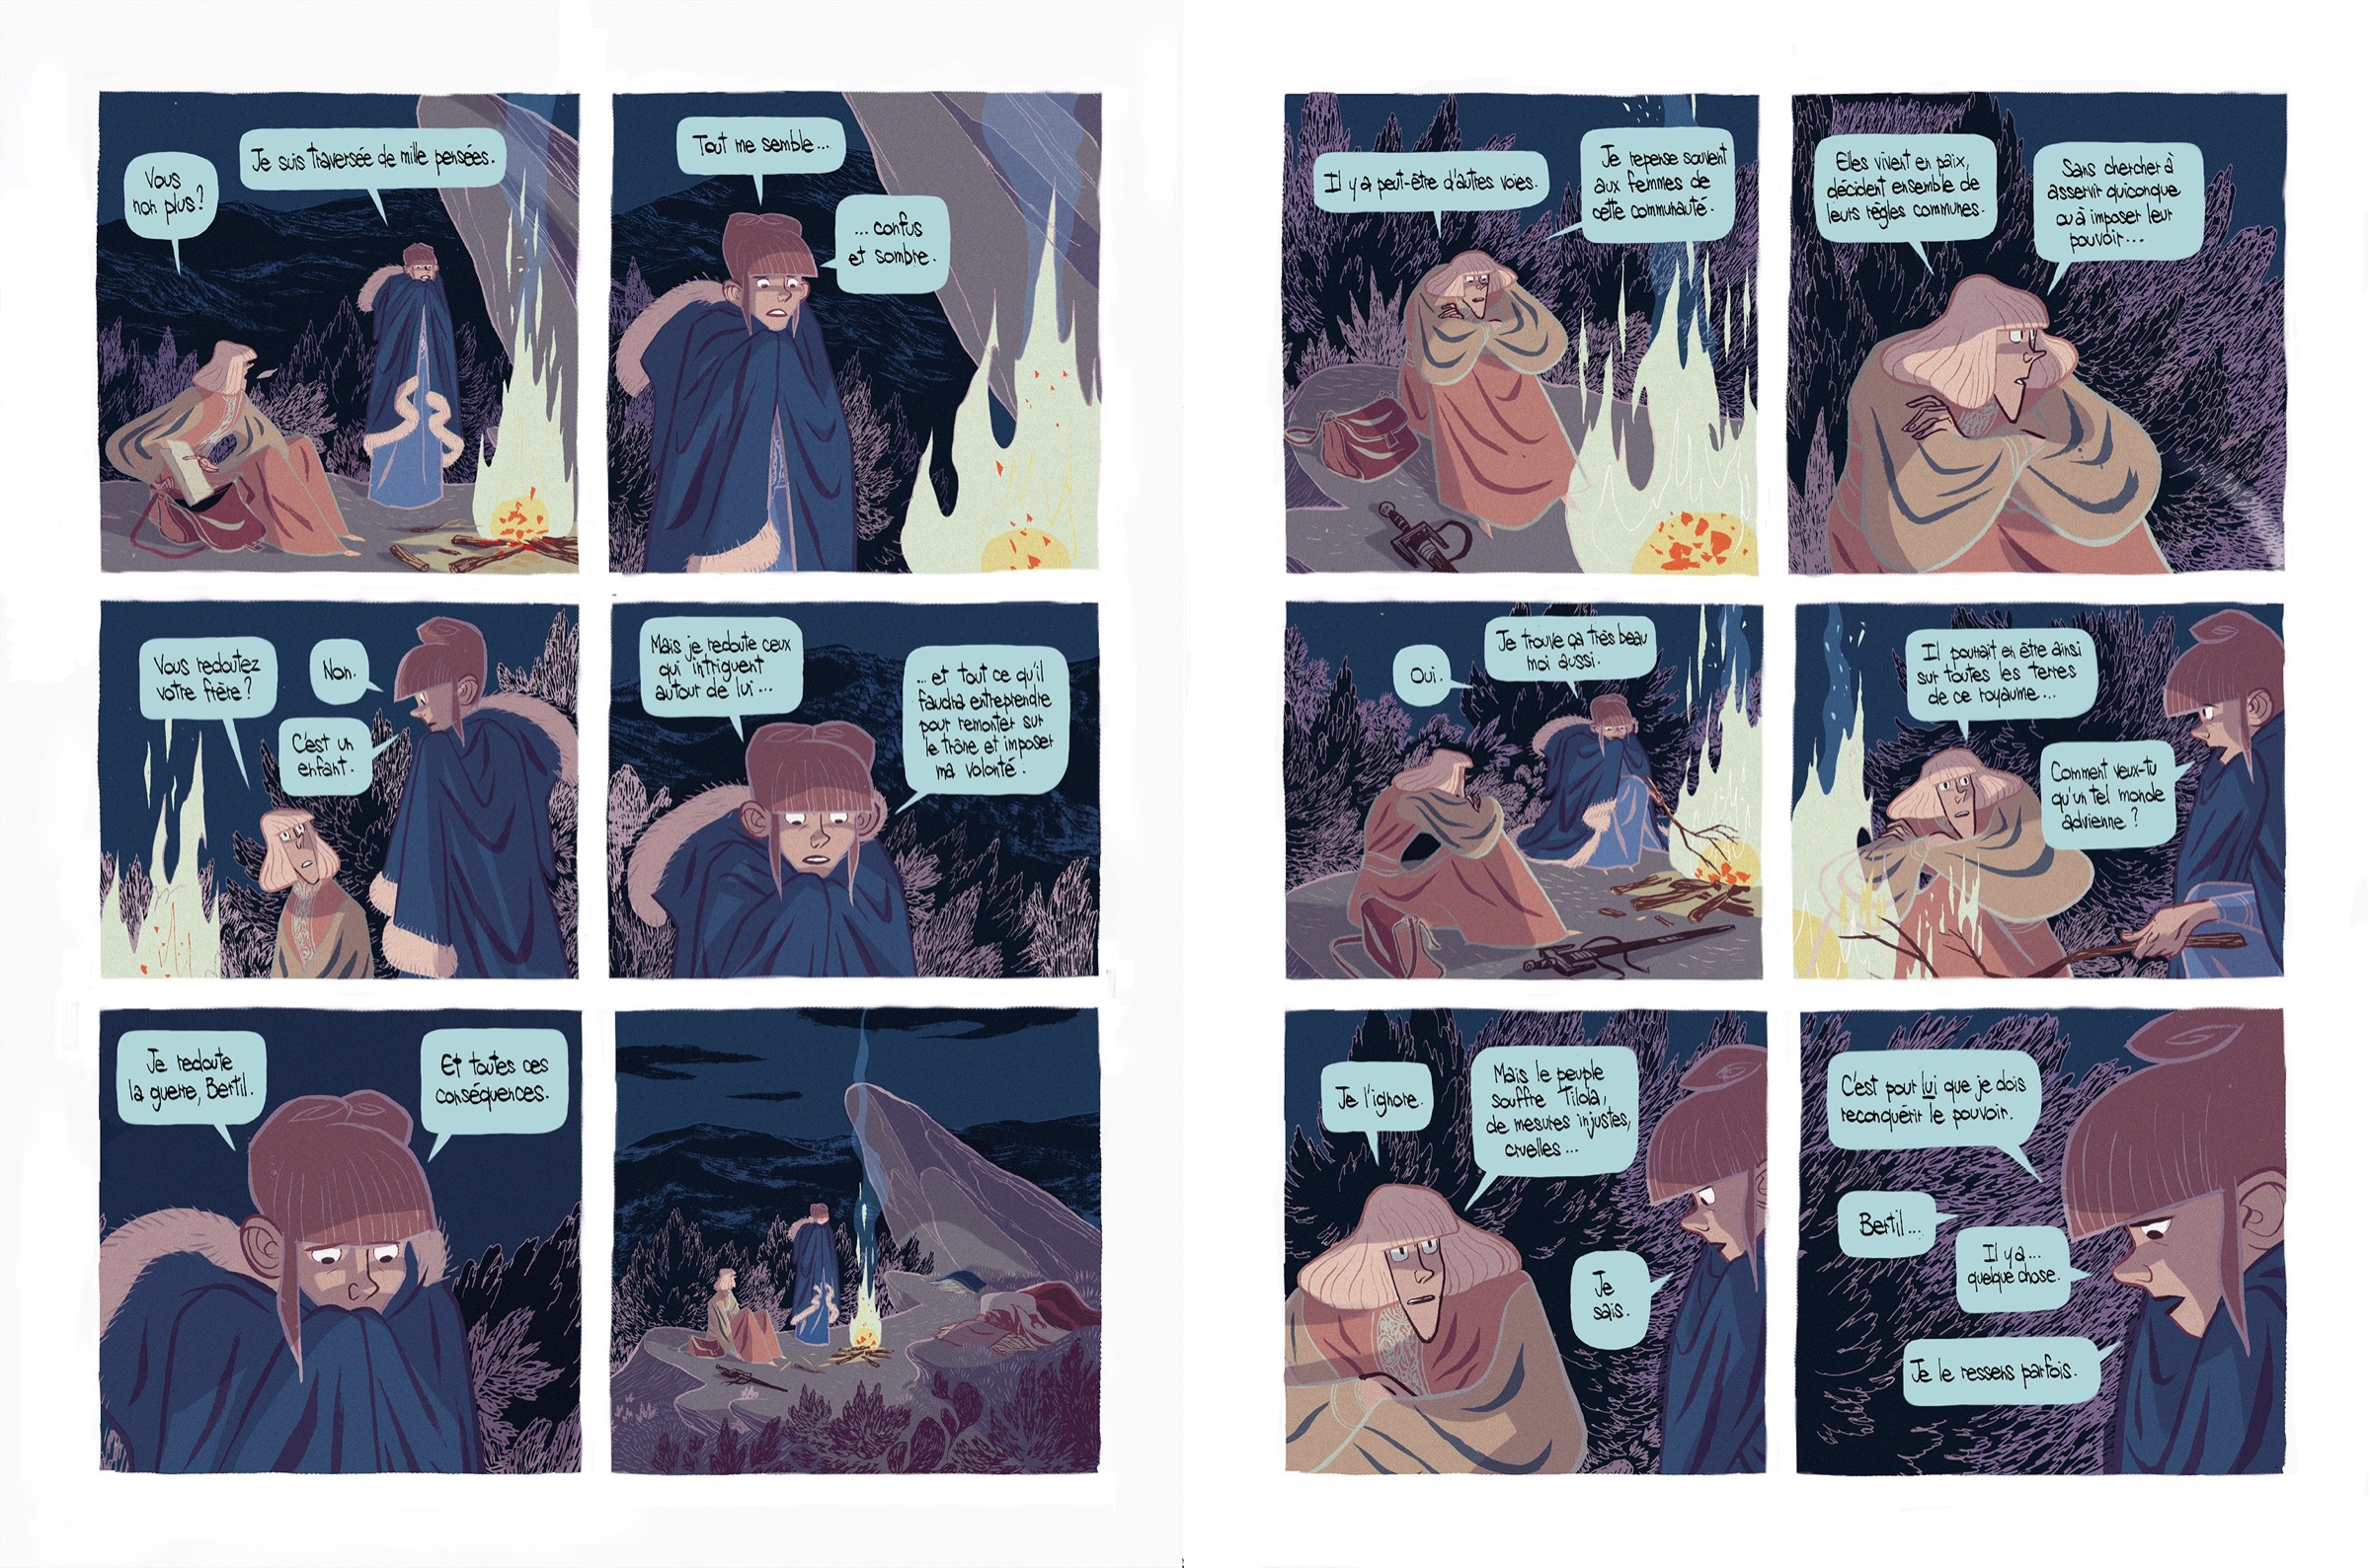 Vous
non plus?
Je suis traversée de mille pensées.
Tout me semble...
... confus
et sombre.
Vous redoutez
votre frère?
Non.
C'est un
enfant.
Mais je redoute ceux
qui intriguent
autour de lui...
... et tout ce qu'il
faudra entreprendre
pour remonter sur
le trône et imposer
ma volonté.
Je redoute
la guerre, Bertil.
Et toutes ces
conséquences.
Il y a peut-être d'autres voies.
Je repense souvent
aux femmes de
cette communauté.
Elles vivent en paix,
décident ensemble de
leurs règles communes.
Sans chercher à
asservir quiconque
ou à imposer leur
pouvoir...
Oui.
Je trouve ça très beau
moi aussi.
Il pourrait en être ainsi
sur toutes les terres
de ce royaume...
Comment veux-tu
qu'un tel monde
advienne?
Je l'ignore.
Mais le peuple
souffre Tilola,
de mesures injustes,
cruelles...
Je
sais.
C'est pour lui que je dois
reconquérir le pouvoir.
Bertil...
Il y a...
quelque chose.
Je le ressens parfois.